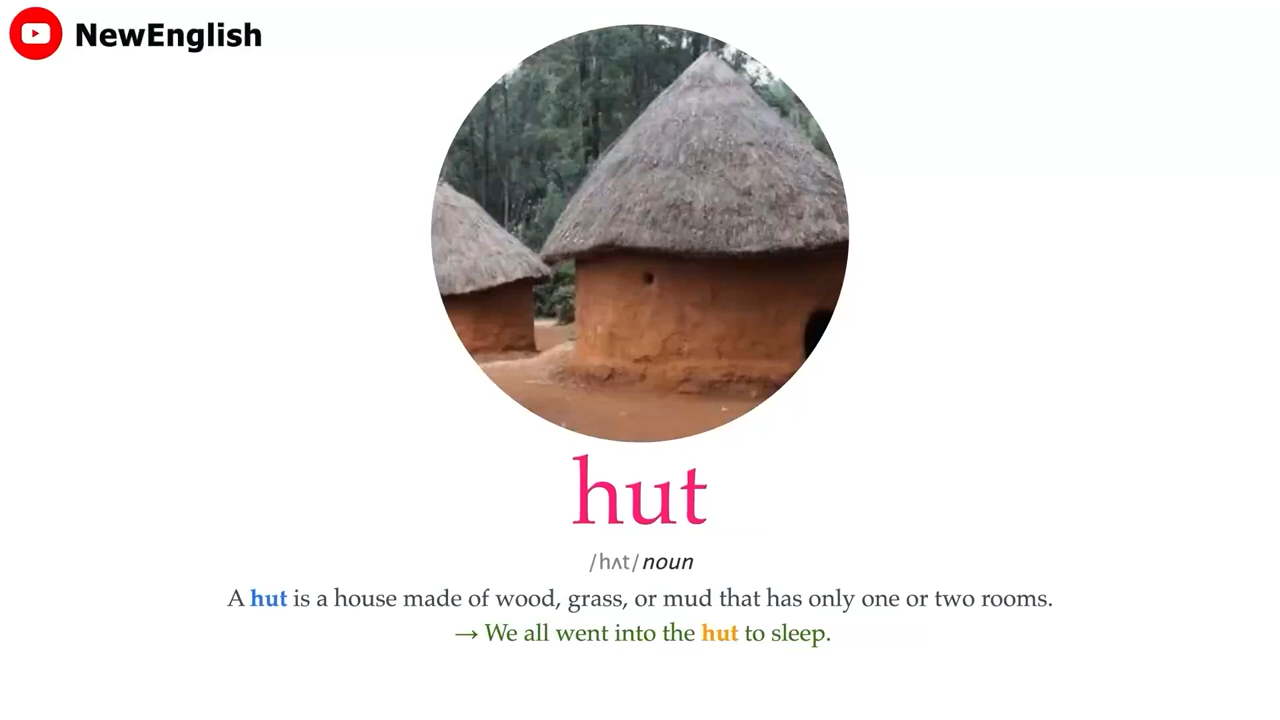 NewEnglish
hut
/hʌt/ noun
A hut is a house made of wood, grass, or mud that has only one or two rooms.
→ We all went into the hut to sleep.